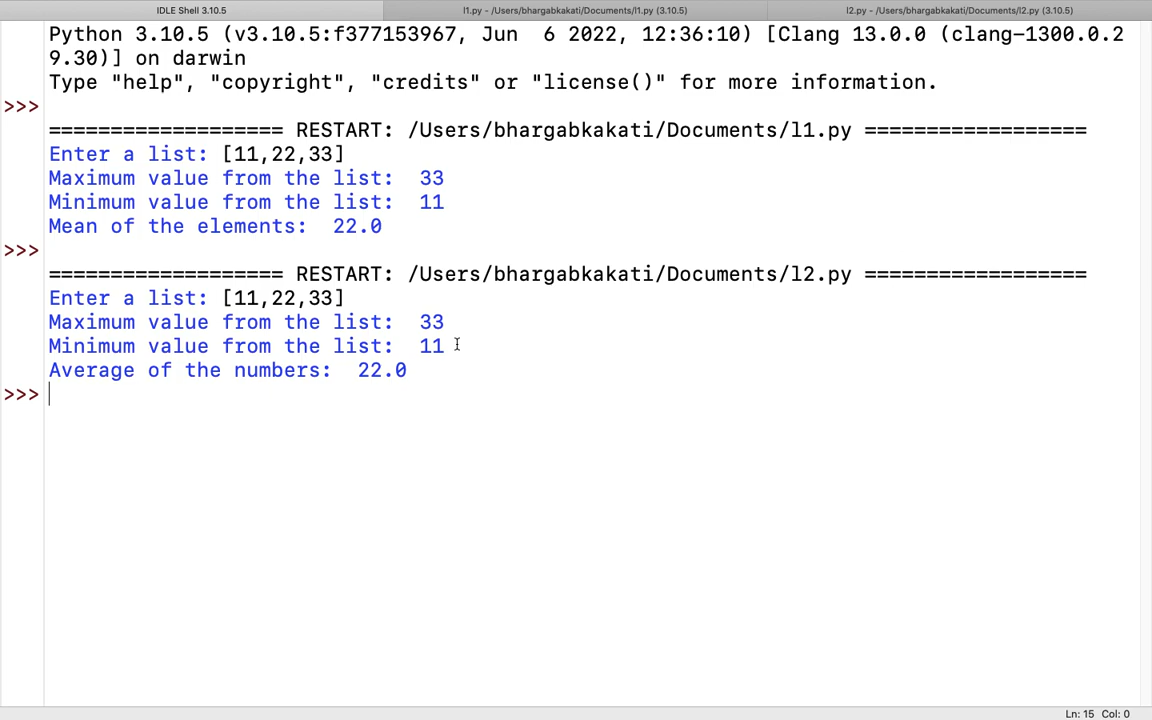 IDLE Shell 3.10.5
l1.py - /Users/bhargabkakati/Documents/l1.py (3.10.5)
l2.py - /Users/bhargabkakati/Documents/l2.py (3.10.5)
Python 3.10.5 (v3.10.5:f377153967, Jun  6 2022, 12:36:10) [Clang 13.0.0 (clang-1300.0.2
9.30)] on darwin
Type "help", "copyright", "credits" or "license()" for more information.
>>>
=================== RESTART: /Users/bhargabkakati/Documents/l1.py ==================
Enter a list: [11,22,33]
Maximum value from the list:  33
Minimum value from the list:  11
Mean of the elements:  22.0
>>>
=================== RESTART: /Users/bhargabkakati/Documents/l2.py ==================
Enter a list: [11,22,33]
Maximum value from the list:  33
Minimum value from the list:  11
Average of the numbers:  22.0
>>>
Ln: 15 Col: 0